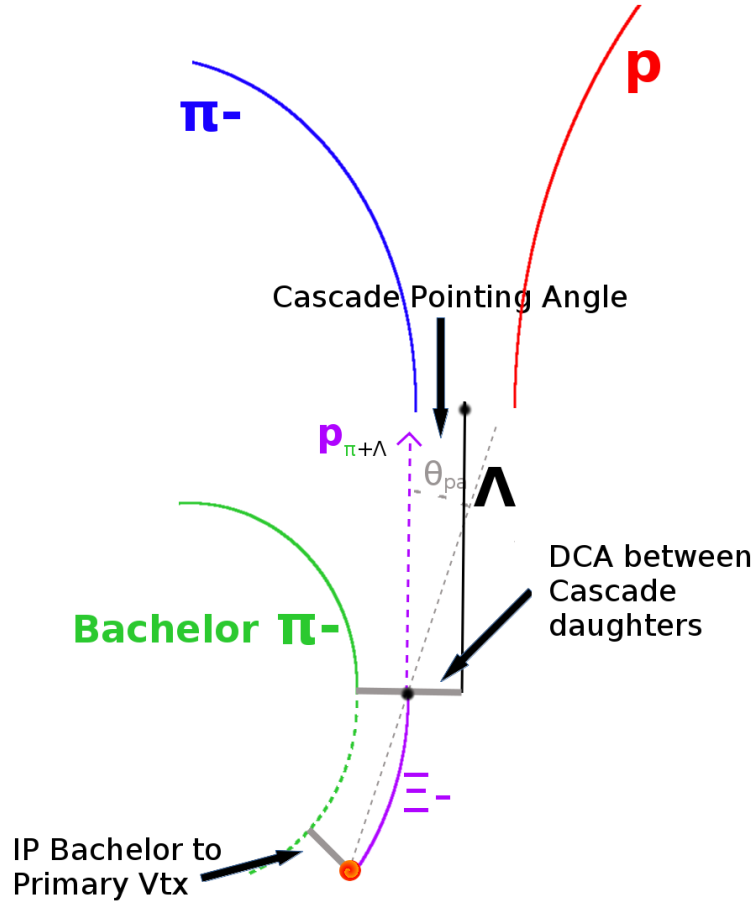 p
π-
Cascade Pointing Angle
pπ+Λ
θpa
Λ
DCA between
Cascade
daughters
Bachelor π-
Ξ-
IP Bachelor to
Primary Vtx